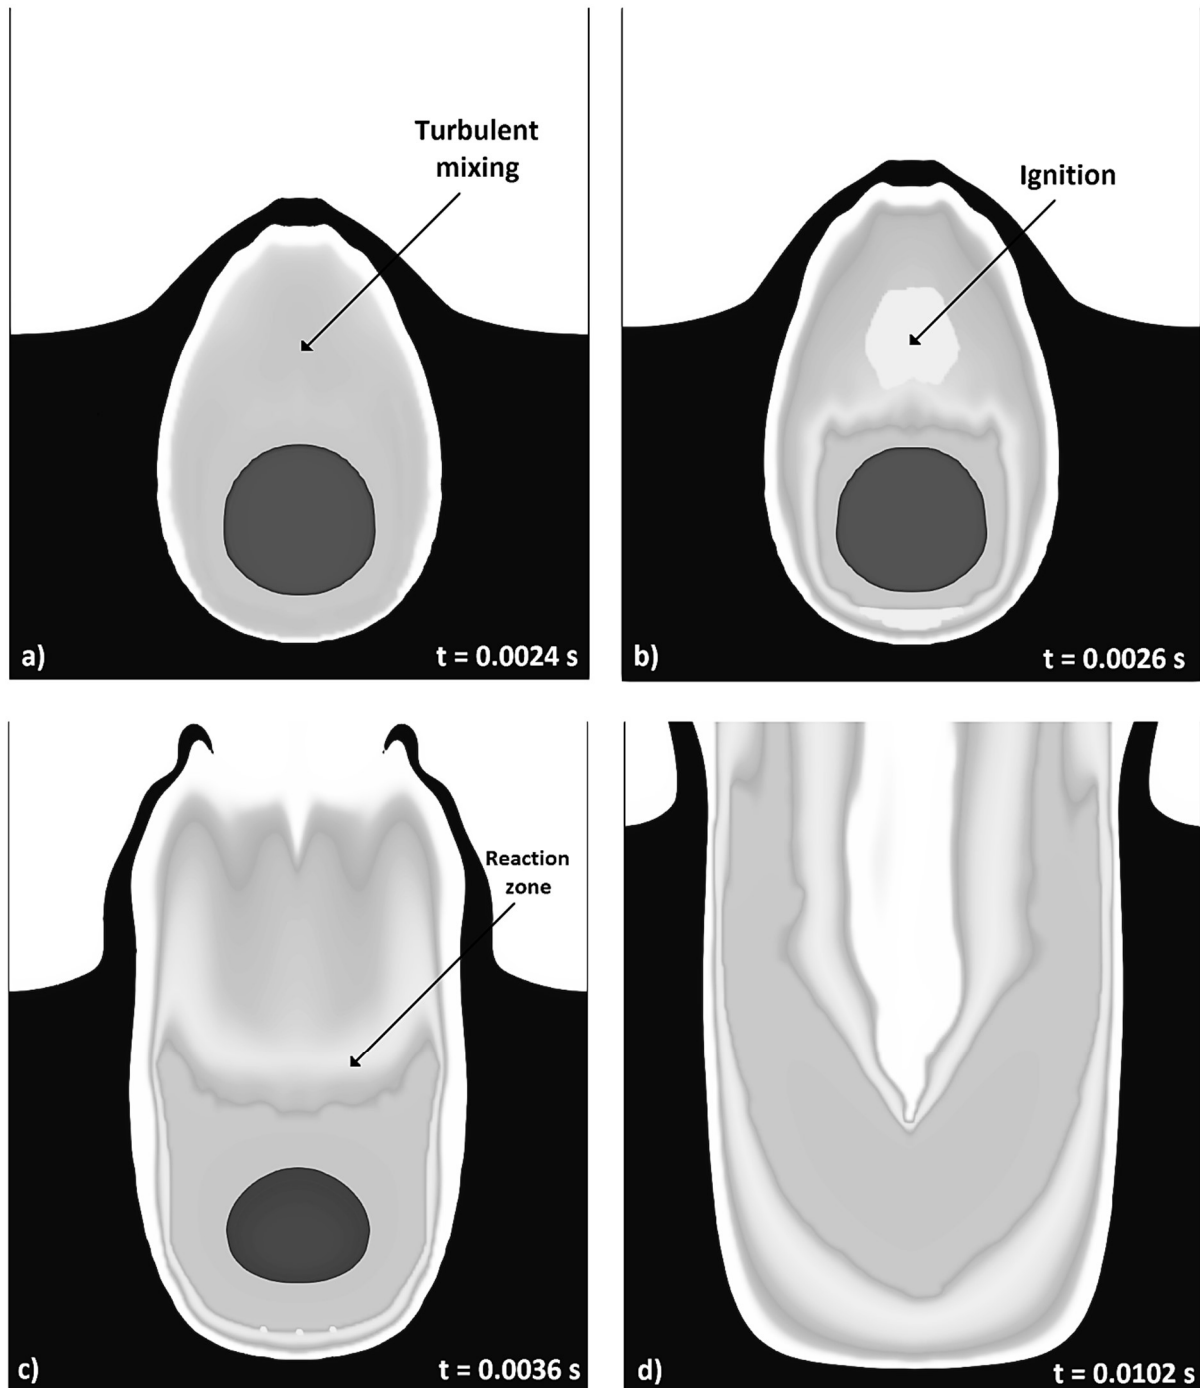 Turbulent
mixing
a)
t = 0.0024 s
Ignition
b)
t = 0.0026 s
Reaction
zone
c)
t = 0.0036 s
d)
t = 0.0102 s